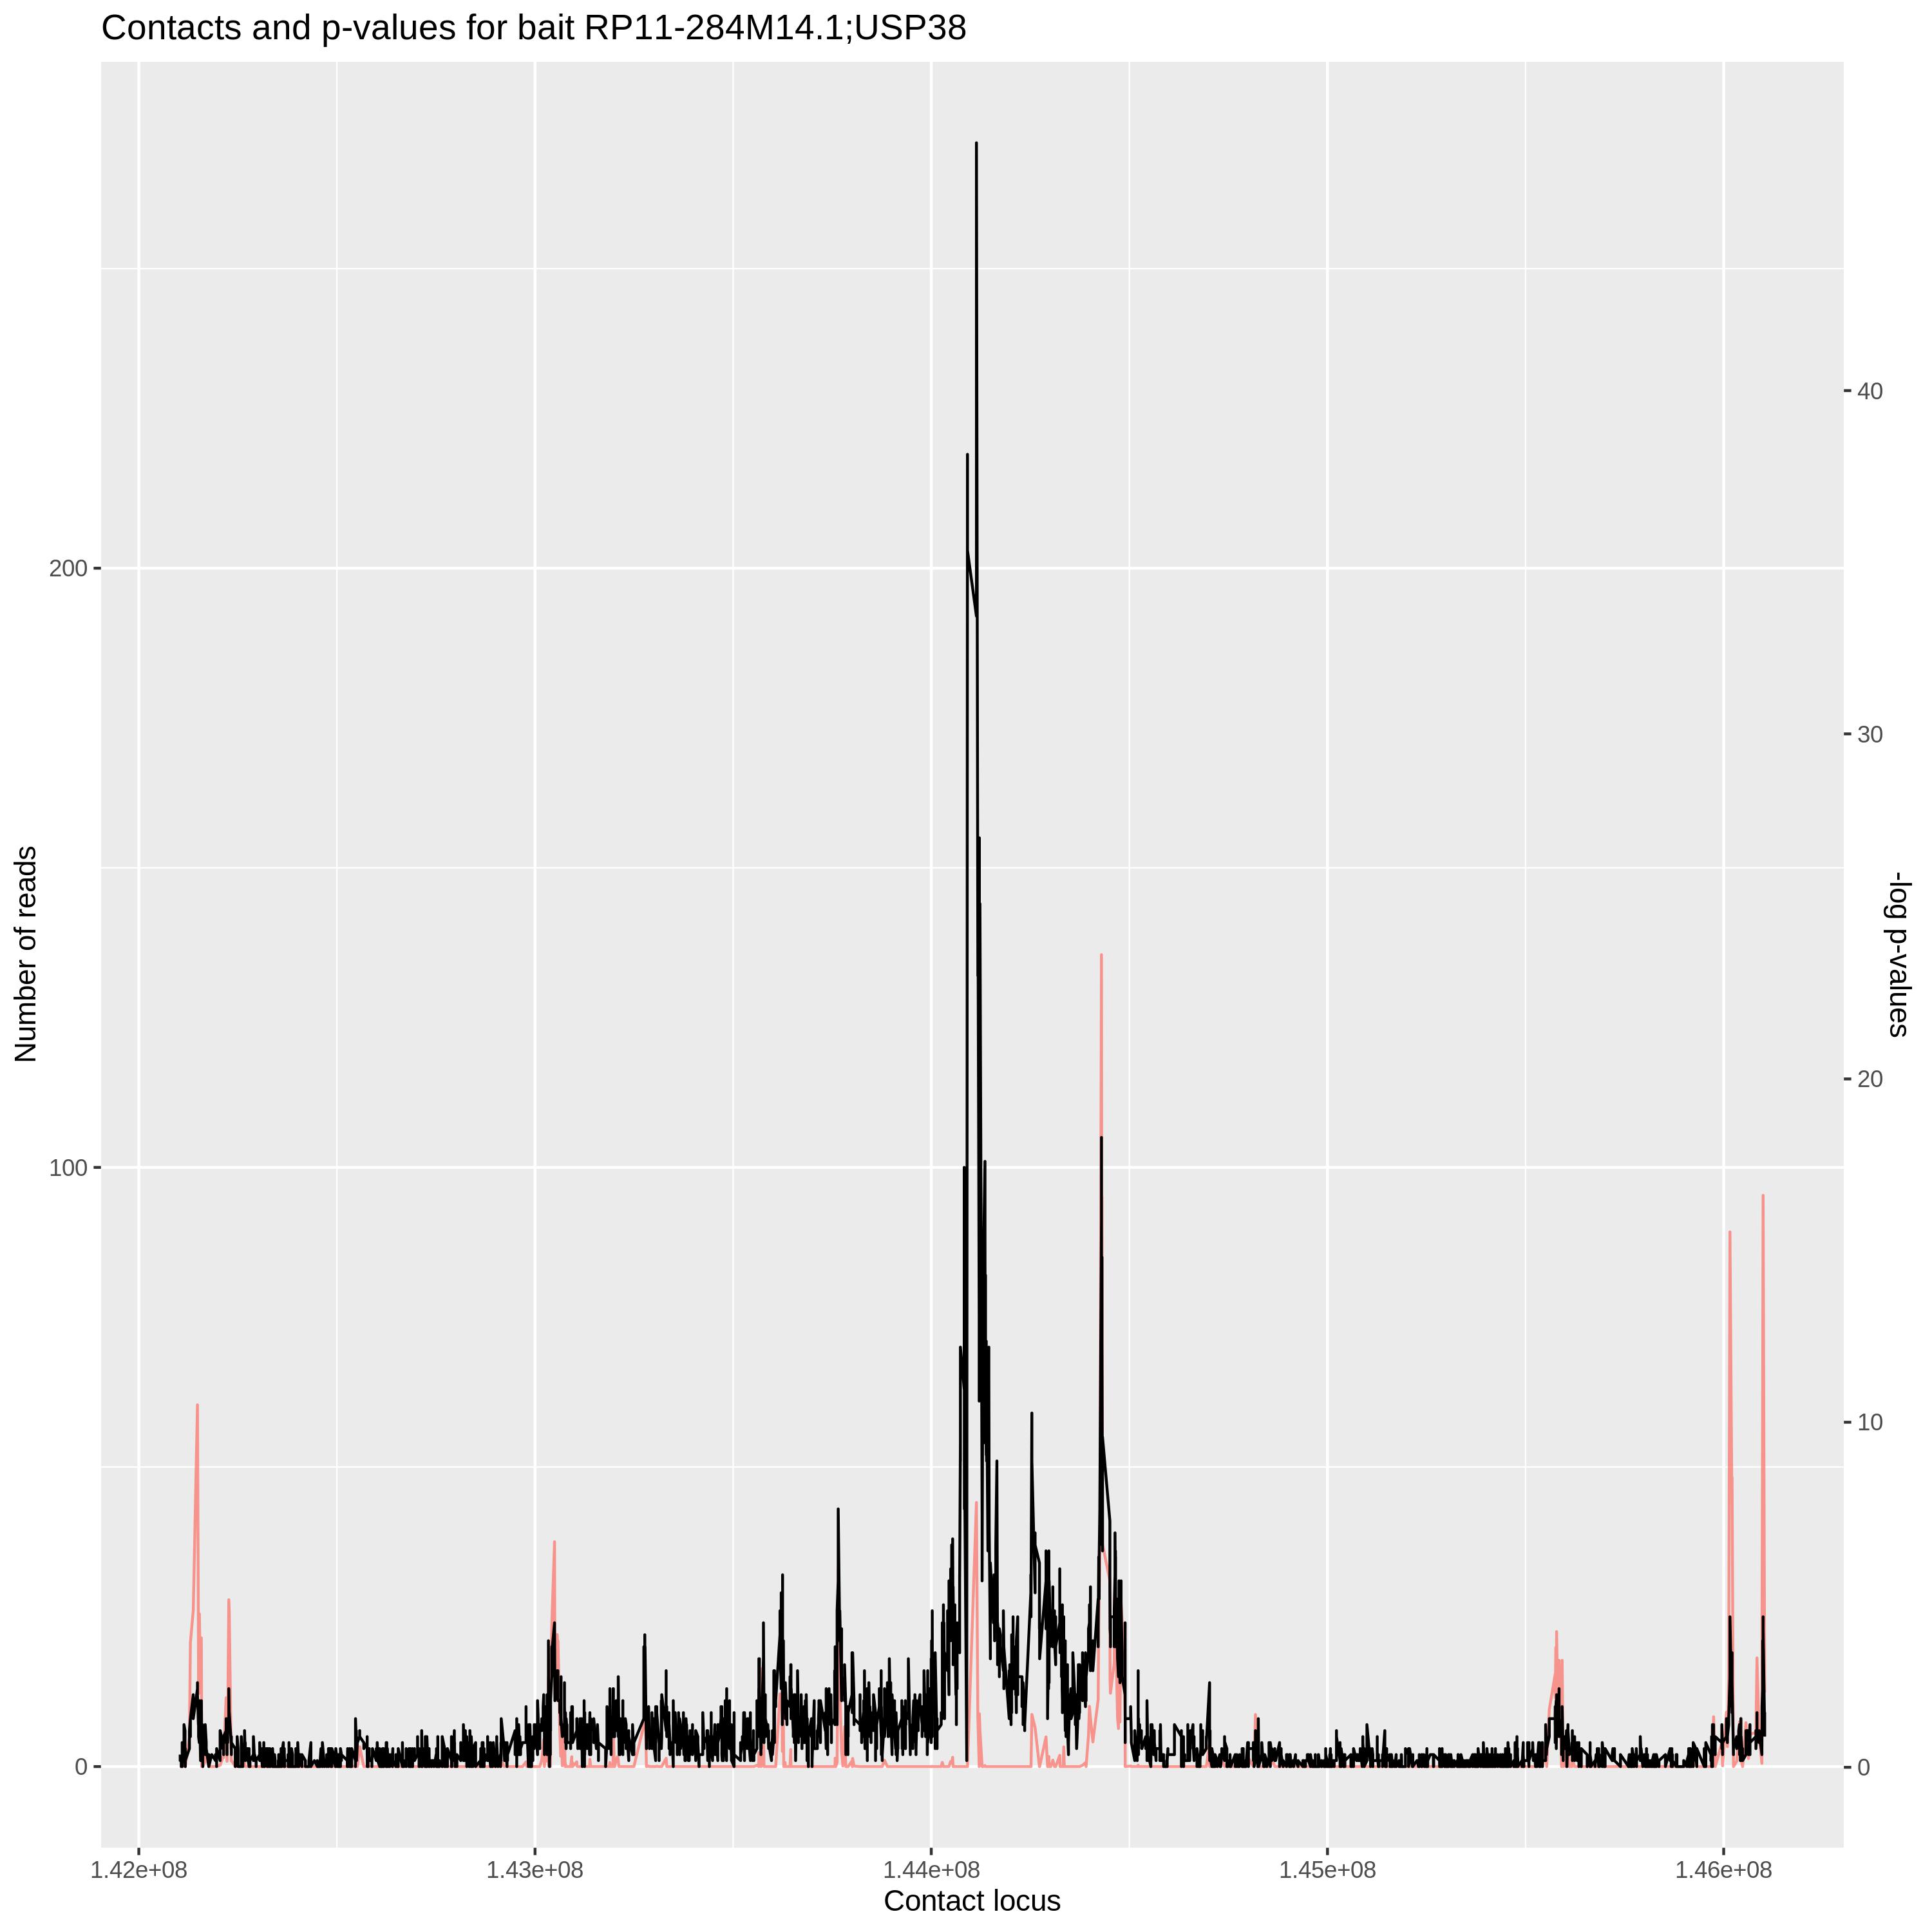 Contacts and p-values for bait RP11-284M14.1;USP38
Number of reads
200
100
0
40
30
20
10
0
-log p-values
1.42e+08
1.43e+08
1.44e+08
1.45e+08
1.46e+08
Contact locus